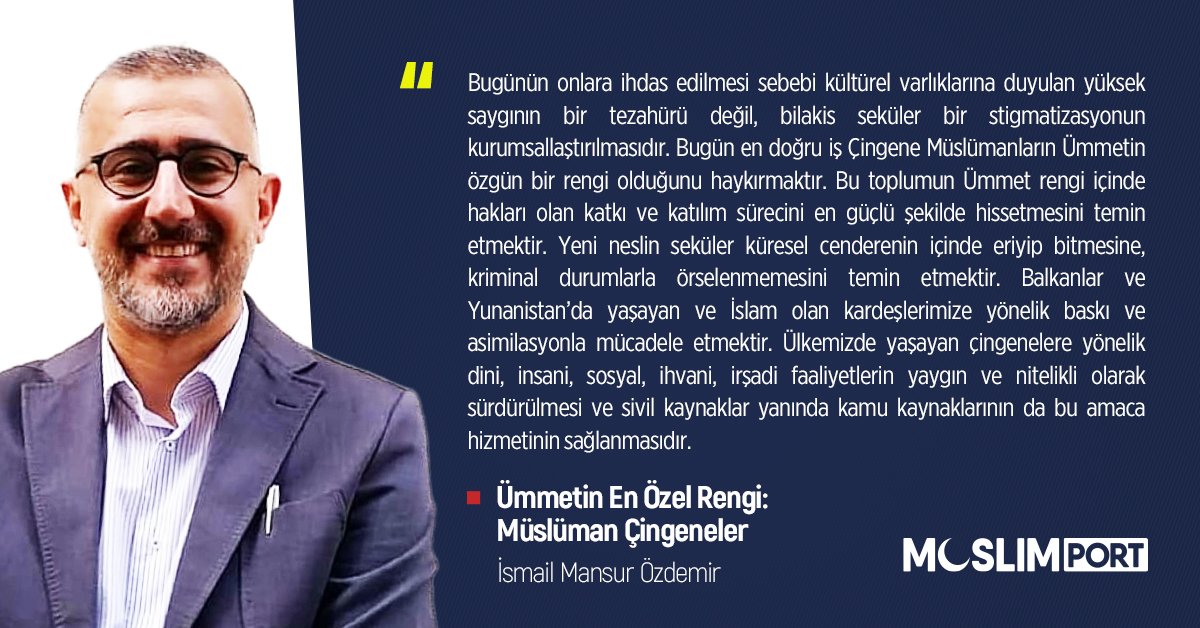 Bugünün onlara ihdas edilmesi sebebi kültürel varlıklarına duyulan yüksek
saygının bir tezahürü değil, bilakis seküler bir stigmatizasyonun
kurumsallaştırılmasıdır. Bugün en doğru iş Çingene Müslümanların Ümmetin
özgün bir rengi olduğunu haykırmaktır. Bu toplumun Ümmet rengi içinde
hakları olan katkı ve katılım sürecini en güçlü şekilde hissetmesini temin
etmektir. Yeni neslin seküler küresel cenderenin içinde eriyip bitmesine,
kriminal durumlarla örselenmemesini temin etmektir. Balkanlar ve
Yunanistan’da yaşayan ve İslam olan kardeşlerimize yönelik baskı ve
asimilasyonla mücadele etmektir. Ülkemizde yaşayan çingenelere yönelik
dini, insani, sosyal, ihvani, irşadi faaliyetlerin yaygın ve nitelikli olarak
sürdürülmesi ve sivil kaynaklar yanında kamu kaynaklarının da bu amaca
hizmetinin sağlanmasıdır.
Ümmetin En Özel Rengi:
Müslüman Çingeneler
İsmail Mansur Özdemir
MUSLIMPORT